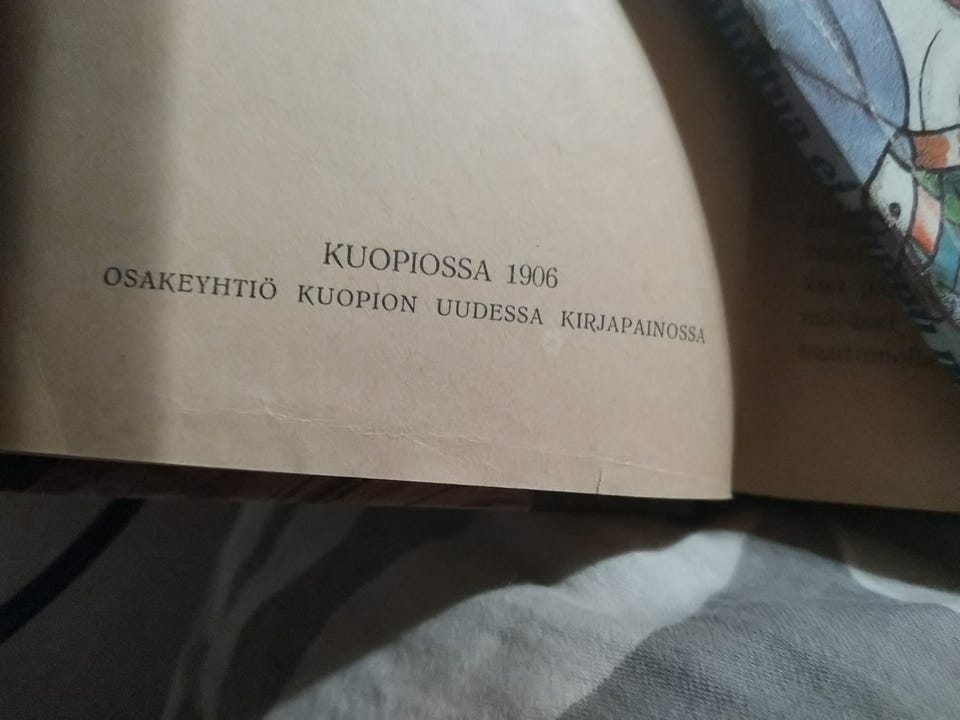 KUOPIOSSA 1906
OSAKEYHTIÖ KUOPION UUDESSA KIRJAPAINOSSA